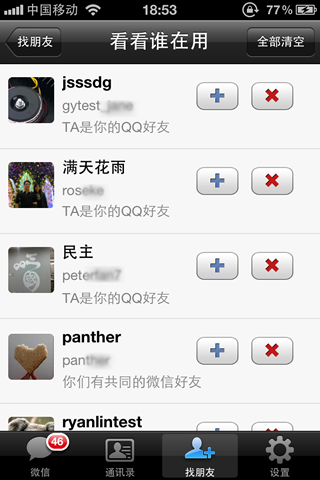 中国移动 18:53 77%
找朋友 看看谁在用 全部清空
jsssdg
gytest
TA是你的QQ好友
满天花雨
TA是你的QQ好友
民主
TA是你的QQ好友
panther
你们有共同的微信好友
ryanlintest
46
微信 通讯录 找朋友 设置